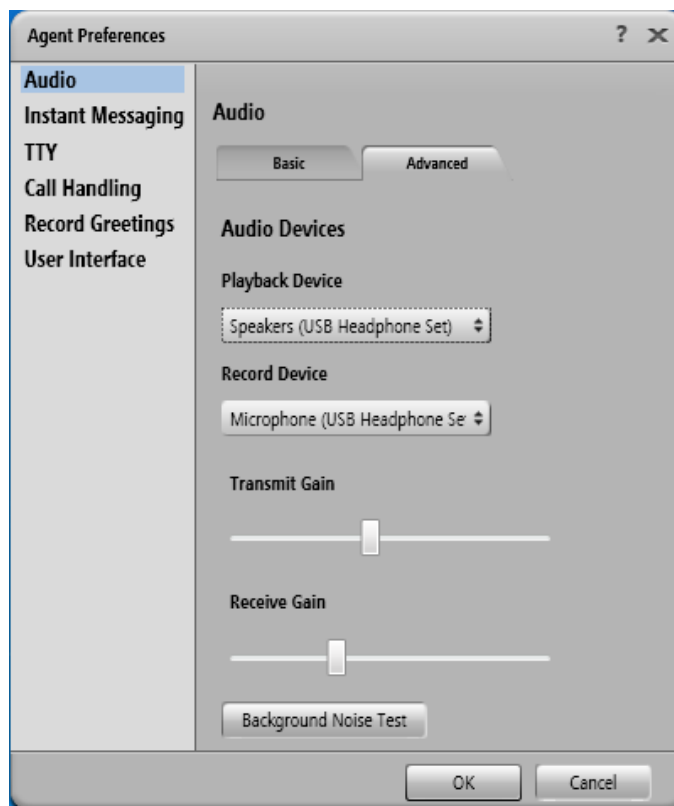 Agent Preferences ?
Audio
Instant Messaging
TTY
Call Handling
Record Greetings
User Interface
Audio
Basic Advanced
Audio Devices
Playback Device
Speakers (USB Headphone Set)
Record Device
Microphone (USB Headphone Se
Transmit Gain
Receive Gain
Background Noise Test
OK Cancel